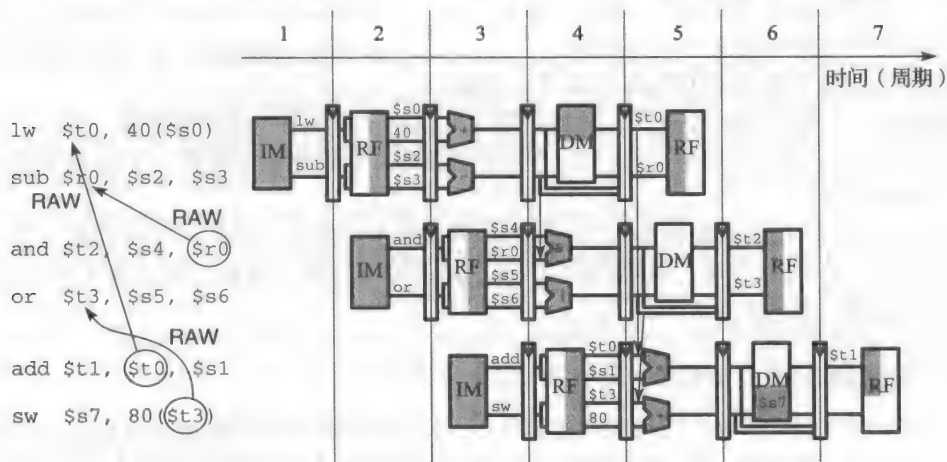 1 2 3 4 5 6 7
时间（周期）
lw $t0, 40($s0)
sub $r0, $s2, $s3
RAW
RAW
and $t2, $s4, $r0
or $t3, $s5, $s6
RAW
add $t1, $t0, $s1
sw $s7, 80($t3)
IM
lw
sub
RF
$s0
40
$s2
$s3
DM
$t0
$r0
RF
IM
and
or
RF
$s4
$r0
$s5
$s6
DM
$t2
$t3
RF
IM
add
sw
RF
$t0
$s1
$t3
80
DM
$s7
$t1
RF